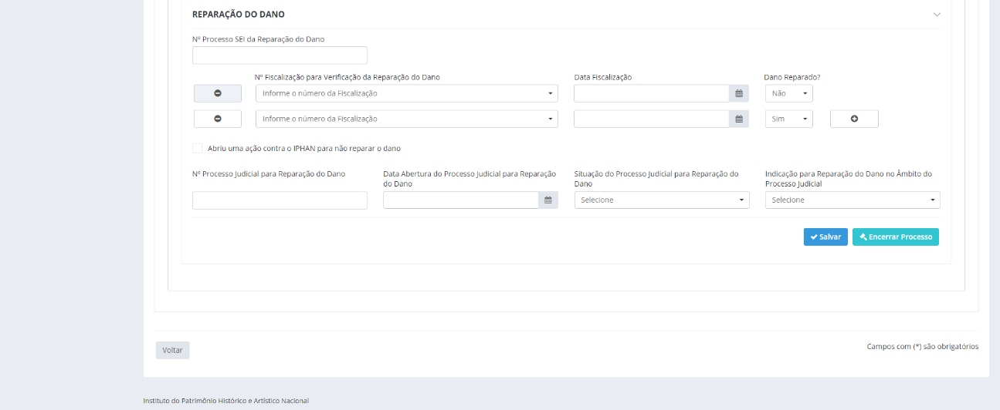 REPARAÇÃO DO DANO
Nº Processo SEI da Reparação do Dano
Nº Fiscalização para Verificação da Reparação do Dano
Data Fiscalização
Dano Reparado?
Informe o número da Fiscalização
Não
Informe o número da Fiscalização
Sim
Abriu uma ação contra o IPHAN para não reparar o dano
Nº Processo Judicial para Reparação do Dano
Data Abertura do Processo Judicial para Reparação
do Dano
Situação do Processo Judicial para Reparação do
Dano
Indicação para Reparação do Dano no Âmbito do
Processo Judicial
Selecione
Selecione
Salvar
Encerrar Processo
Voltar
Campos com (*) são obrigatórios
Instituto do Patrimônio Histórico e Artístico Nacional